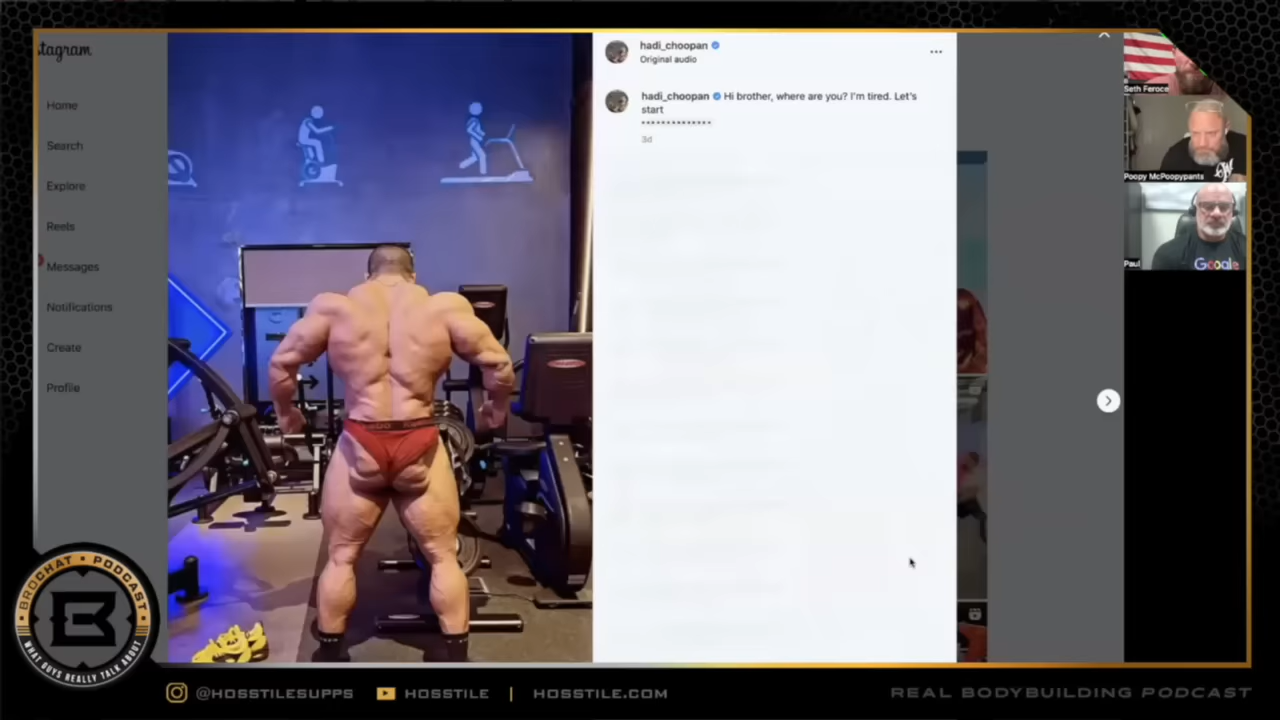 tagram
Home
Search
Explore
Reels
Messages
Notifications
Create
Profile
hadi_choopan
Original audio
hadi_choopan Hi brother, where are you? I'm tired. Let's
start
**************
3d
Seth Feroce
Poopy McPoopypants
Paul
Google
BROCHAT • PODCAST
B
WHAT GUYS REALLY TALK ABOUT
@HOSSTILESUPPS
HOSSTILE
|
HOSSTILE.COM
REAL BODYBUILDING PODCAST